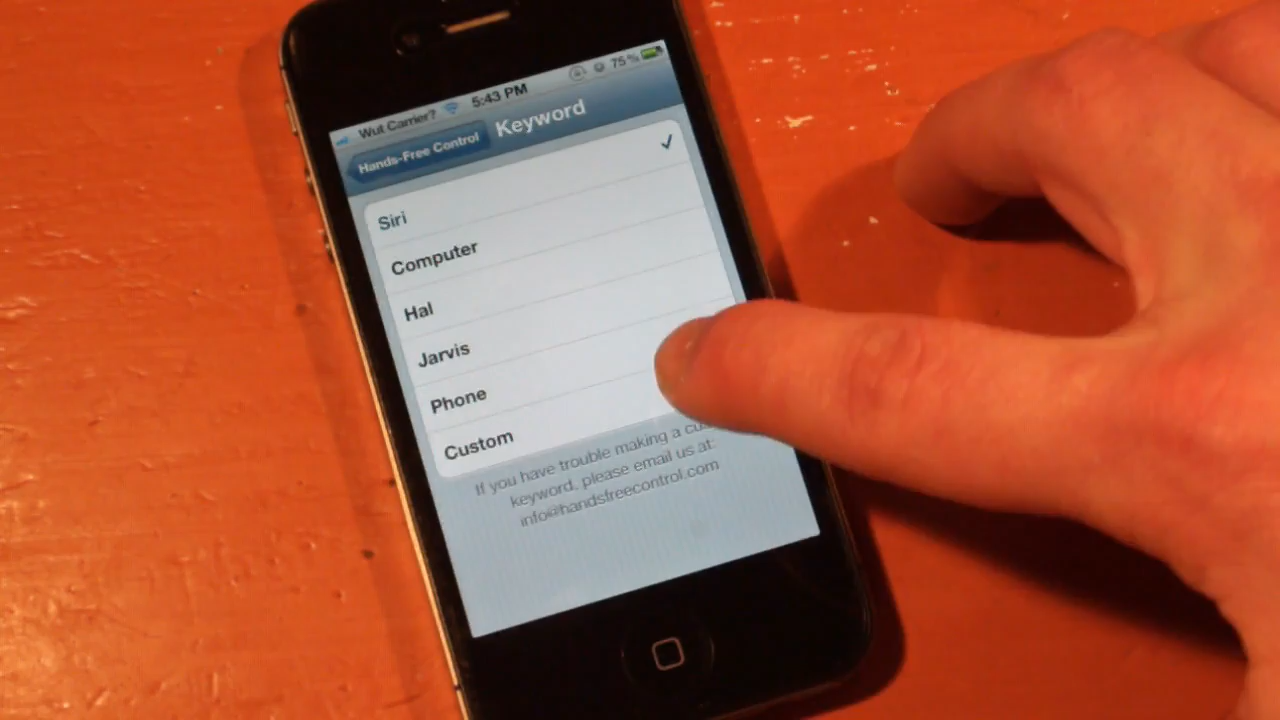 Wut Carrier? 5:43 PM 75%
Hands-Free Control Keyword
Siri
Computer
Hal
Jarvis
Phone
Custom
If you have trouble making a
keyword, please email us at:
info@handsfreecontrol.com